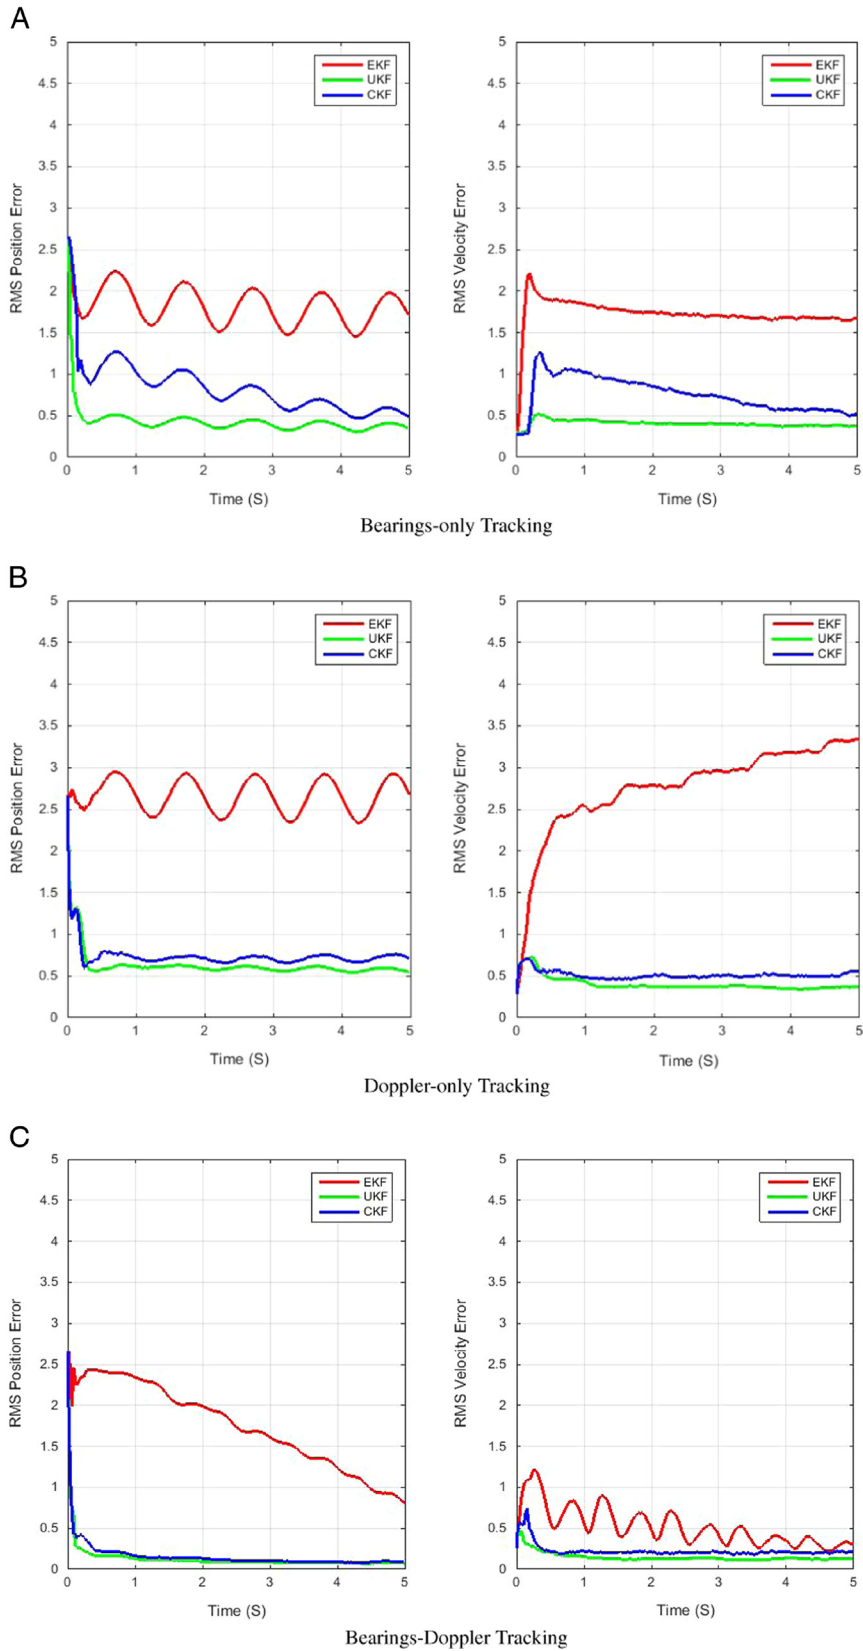 A
5
4.5
4
3.5
3
2.5
2
1.5
1
0.5
0
RMS Position Error
EKF
UKF
CKF
0 1 2 3 4 5
Time (S)
5
4.5
4
3.5
3
2.5
2
1.5
1
0.5
0
RMS Velocity Error
EKF
UKF
CKF
0 1 2 3 4 5
Time (S)
Bearings-only Tracking
B
5
4.5
4
3.5
3
2.5
2
1.5
1
0.5
0
RMS Position Error
EKF
UKF
CKF
0 1 2 3 4 5
Time (S)
5
4.5
4
3.5
3
2.5
2
1.5
1
0.5
0
RMS Velocity Error
EKF
UKF
CKF
0 1 2 3 4 5
Time (S)
Doppler-only Tracking
C
5
4.5
4
3.5
3
2.5
2
1.5
1
0.5
0
RMS Position Error
EKF
UKF
CKF
0 1 2 3 4 5
Time (S)
5
4.5
4
3.5
3
2.5
2
1.5
1
0.5
0
RMS Velocity Error
EKF
UKF
CKF
0 1 2 3 4 5
Time (S)
Bearings-Doppler Tracking